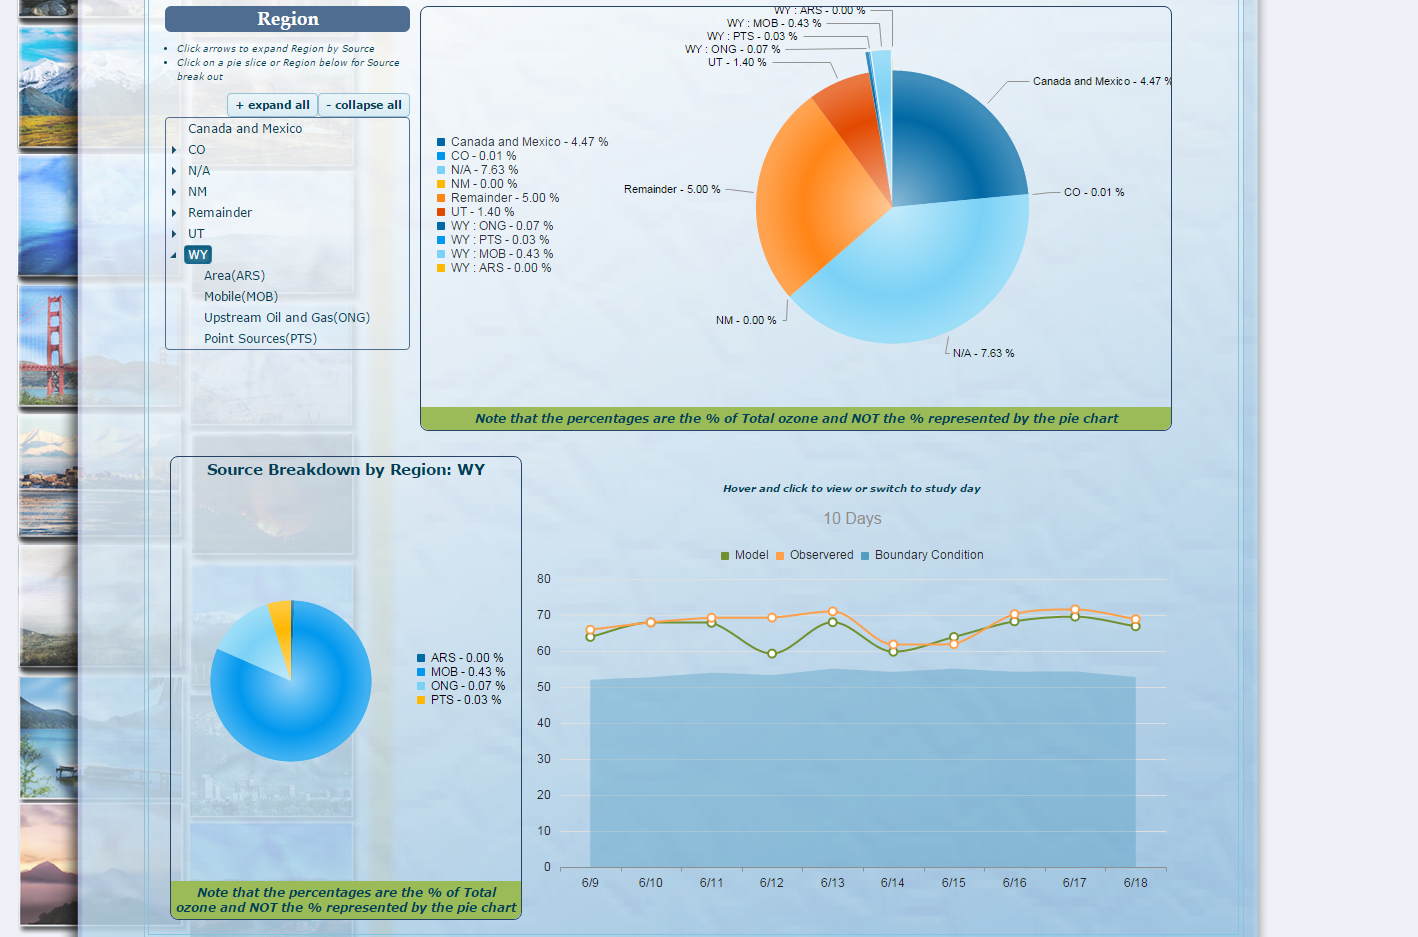 Region
Click arrows to expand Region by Source
Click on a pie slice or Region below for Source
break out
+ expand all
- collapse all
Canada and Mexico
CO
N/A
NM
Remainder
UT
WY
Area(ARS)
Mobile(MOB)
Upstream Oil and Gas(ONG)
Point Sources(PTS)
Canada and Mexico - 4.47 %
CO - 0.01 %
N/A - 7.63 %
NM - 0.00 %
Remainder - 5.00 %
UT - 1.40 %
WY : ONG - 0.07 %
WY : PTS - 0.03 %
WY : MOB - 0.43 %
WY : ARS - 0.00 %
WY : ARS - 0.00 %
WY : MOB - 0.43 %
WY : PTS - 0.03 %
WY : ONG - 0.07 %
UT - 1.40 %
Canada and Mexico - 4.47 %
Remainder - 5.00 %
CO - 0.01 %
NM - 0.00 %
N/A - 7.63 %
Note that the percentages are the % of Total ozone and NOT the % represented by the pie chart
Source Breakdown by Region: WY
ARS - 0.00 %
MOB - 0.43 %
ONG - 0.07 %
PTS - 0.03 %
Note that the percentages are the % of Total
ozone and NOT the % represented by the pie chart
Hover and click to view or switch to study day
10 Days
Model Observered Boundary Condition
80
70
60
50
40
30
20
10
0
6/9 6/10 6/11 6/12 6/13 6/14 6/15 6/16 6/17 6/18